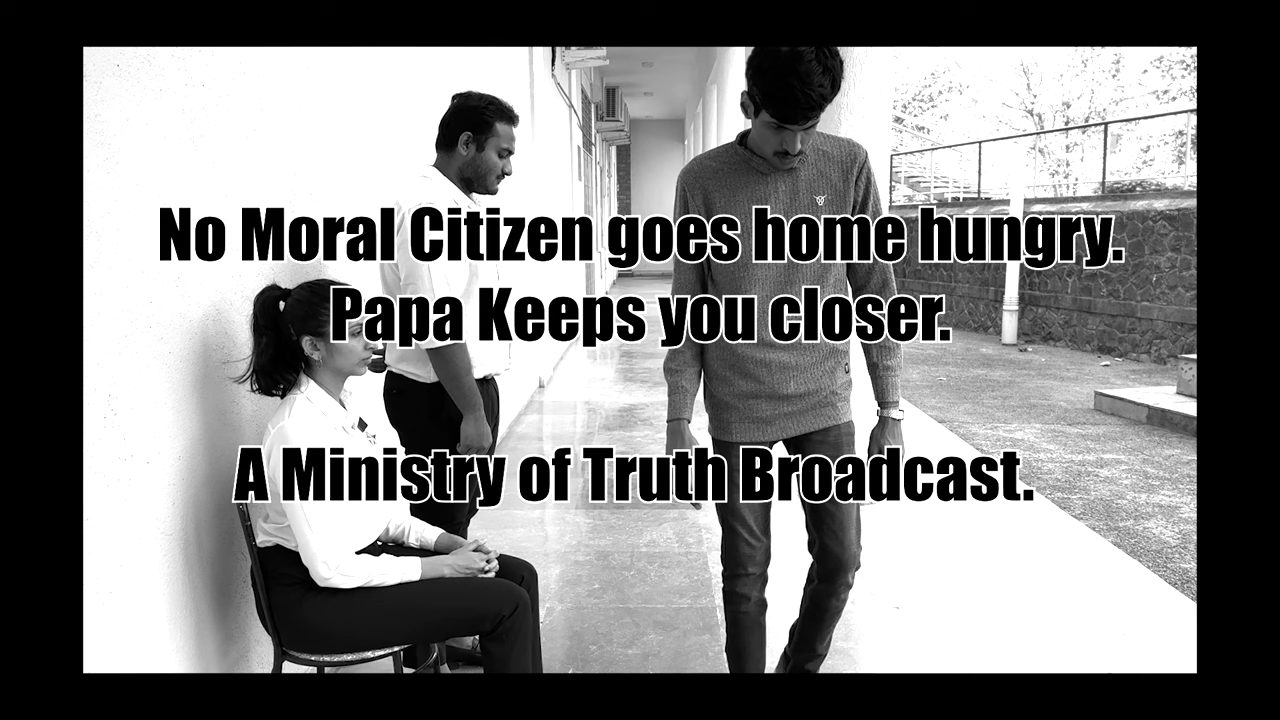 No Moral Citizen goes home hungry.
Papa Keeps you closer.
A Ministry of Truth Broadcast.